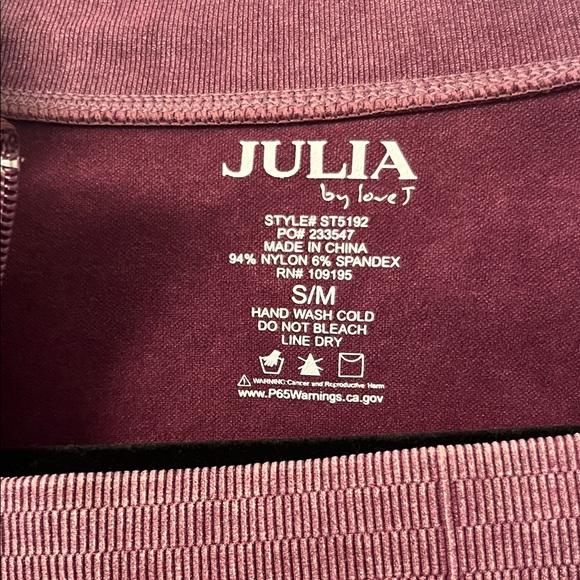 JULIA
by love J
STYLE# ST5192
PO# 233547
MADE IN CHINA
94% NYLON 6% SPANDEX
RN# 109195
S/M
HAND WASH COLD
DO NOT BLEACH
LINE DRY
WARNING: Cancer and Reproductive Harm
www.P65Warnings.ca.gov